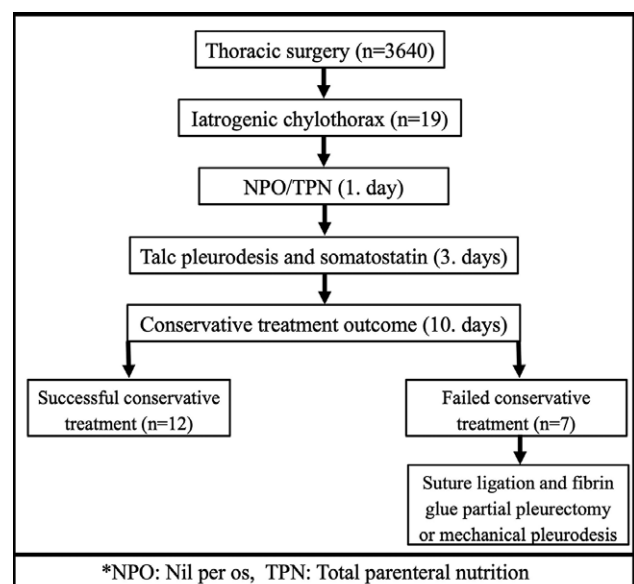 Thoracic surgery (n=3640)
Iatrogenic chylothorax (n=19)
NPO/TPN (1. day)
Talc pleurodesis and somatostatin (3. days)
Conservative treatment outcome (10. days)
Successful conservative
treatment (n=12)
Failed conservative
treatment (n=7)
Suture ligation and fibrin
glue partial pleurectomy
or mechanical pleurodesis
*NPO: Nil per os, TPN: Total parenteral nutrition